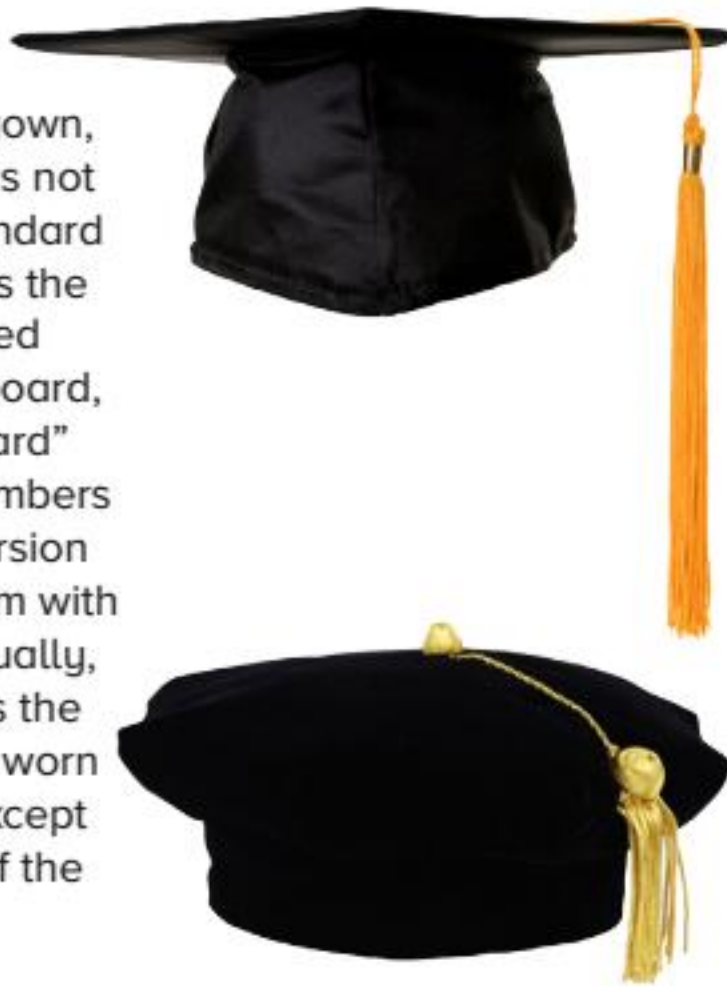 own,
s not
ndard
s the
ed
oard,
ard”
mbers
rsion
m with
ually,
s the
worn
xcept
f the